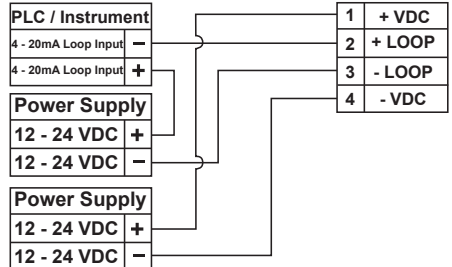 PLC / Instrument
4 - 20mA Loop Input –
4 - 20mA Loop Input +
Power Supply
12 - 24 VDC +
12 - 24 VDC –
Power Supply
12 - 24 VDC +
12 - 24 VDC –
1 + VDC
2 + LOOP
3 - LOOP
4 - VDC